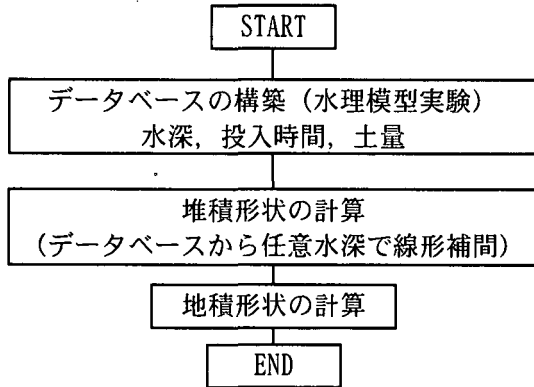 START
データベースの構築（水理模型実験）
水深，投入時間，土量
堆積形状の計算
（データベースから任意水深で線形補間）
地積形状の計算
END